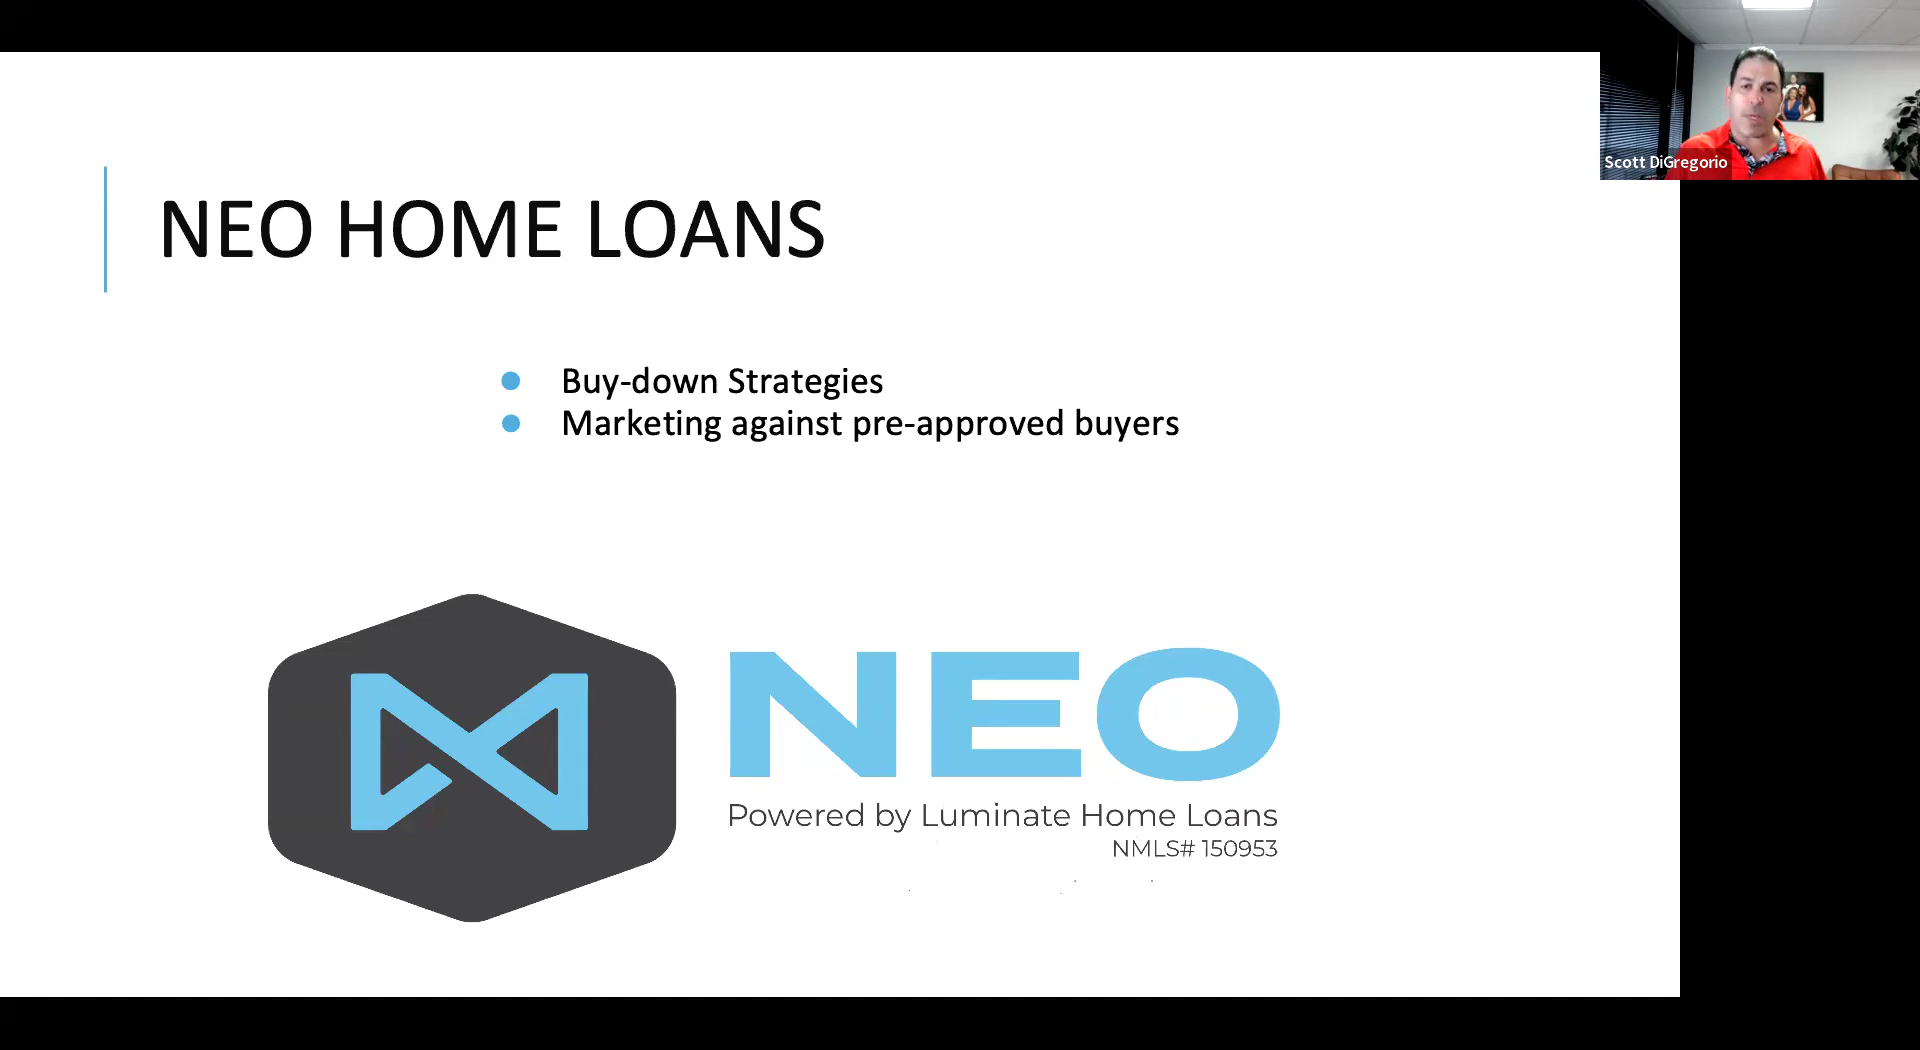 NEO HOME LOANS
Scott DiGregorio
Buy-down Strategies
Marketing against pre-approved buyers
NEO
Powered by Luminate Home Loans
NMLS# 150953